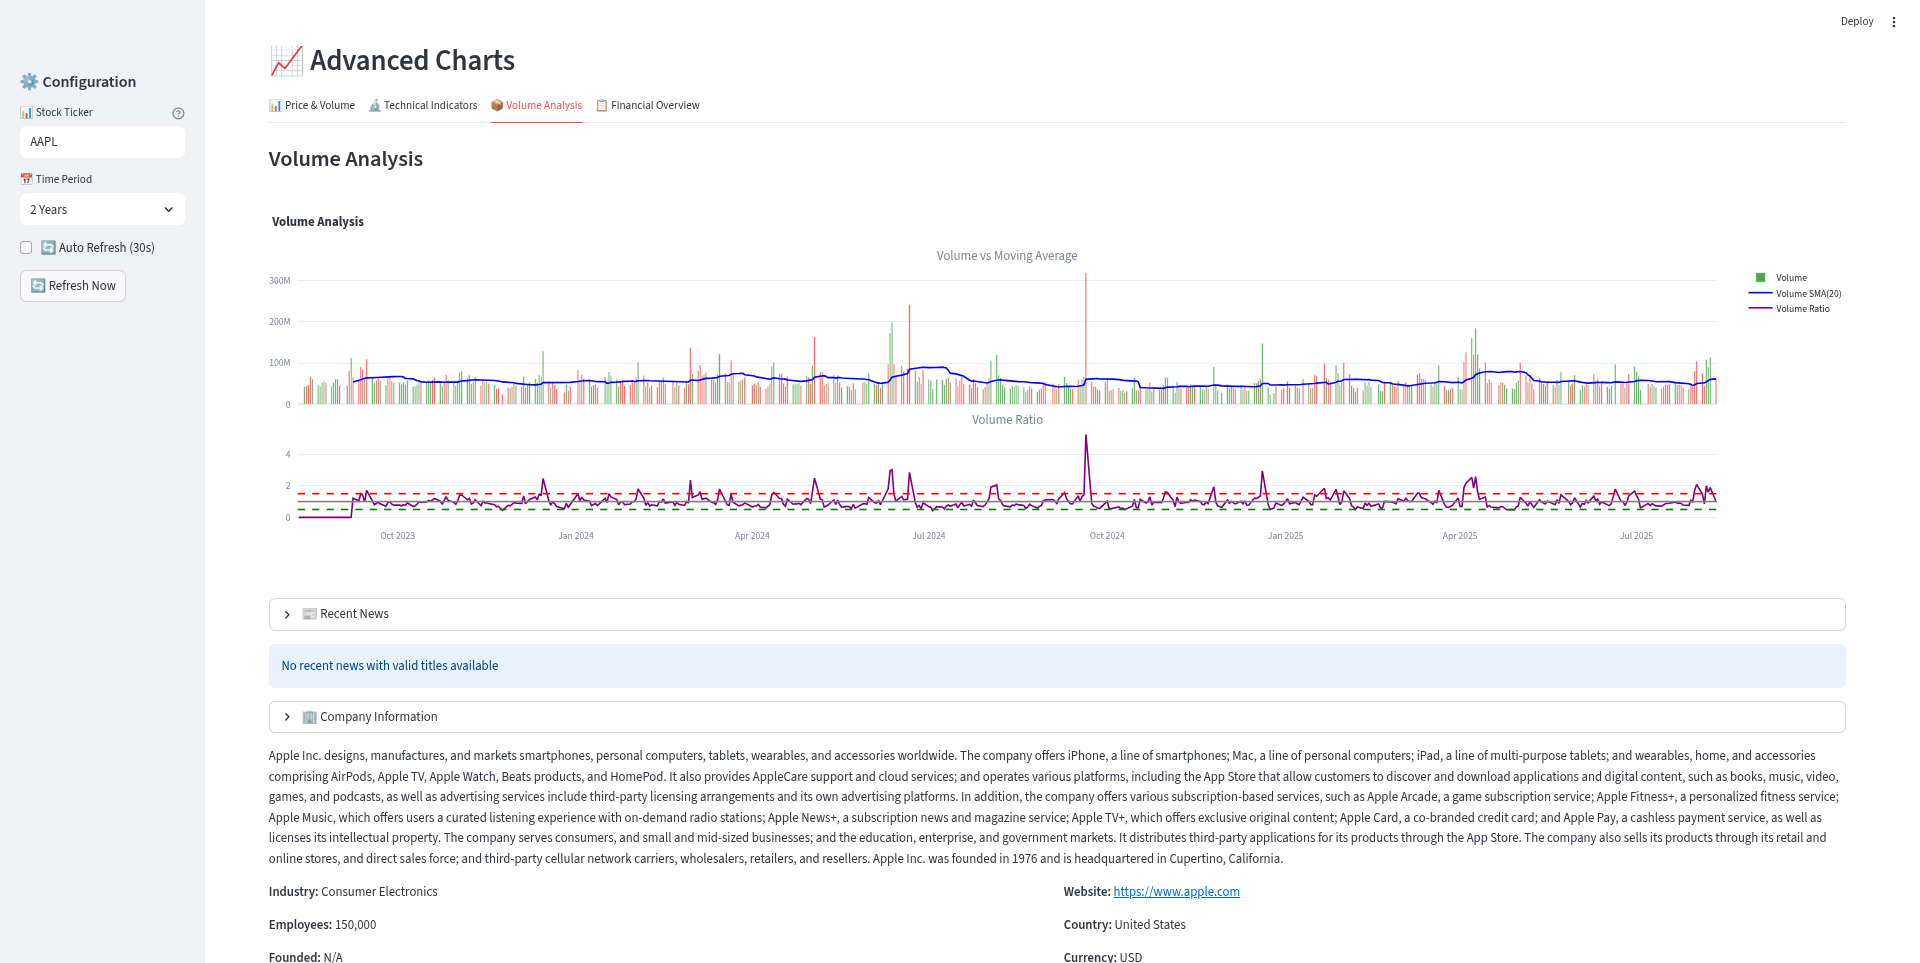 Deploy
⚙️ Configuration
📊 Stock Ticker
AAPL
📅 Time Period
2 Years
🔄 Auto Refresh (30s)
🔄 Refresh Now
📈 Advanced Charts
📊 Price & Volume
🔬 Technical Indicators
📦 Volume Analysis
📋 Financial Overview
Volume Analysis
Volume Analysis
Volume vs Moving Average
300M
200M
100M
0
Volume
Volume SMA(20)
Volume Ratio
Volume Ratio
4
2
0
Oct 2023
Jan 2024
Apr 2024
Jul 2024
Oct 2024
Jan 2025
Apr 2025
Jul 2025
📰 Recent News
No recent news with valid titles available
🏢 Company Information
Apple Inc. designs, manufactures, and markets smartphones, personal computers, tablets, wearables, and accessories worldwide. The company offers iPhone, a line of smartphones; Mac, a line of personal computers; iPad, a line of multi-purpose tablets; and wearables, home, and accessories
comprising AirPods, Apple TV, Apple Watch, Beats products, and HomePod. It also provides AppleCare support and cloud services; and operates various platforms, including the App Store that allow customers to discover and download applications and digital content, such as books, music, video,
games, and podcasts, as well as advertising services include third-party licensing arrangements and its own advertising platforms. In addition, the company offers various subscription-based services, such as Apple Arcade, a game subscription service; Apple Fitness+, a personalized fitness service;
Apple Music, which offers users a curated listening experience with on-demand radio stations; Apple News+, a subscription news and magazine service; Apple TV+, which offers exclusive original content; Apple Card, a co-branded credit card; and Apple Pay, a cashless payment service, as well as
licenses its intellectual property. The company serves consumers, and small and mid-sized businesses; and the education, enterprise, and government markets. It distributes third-party applications for its products through the App Store. The company also sells its products through its retail and
online stores, and direct sales force; and third-party cellular network carriers, wholesalers, retailers, and resellers. Apple Inc. was founded in 1976 and is headquartered in Cupertino, California.
Industry: Consumer Electronics
Website: https://www.apple.com
Employees: 150,000
Country: United States
Founded: N/A
Currency: USD